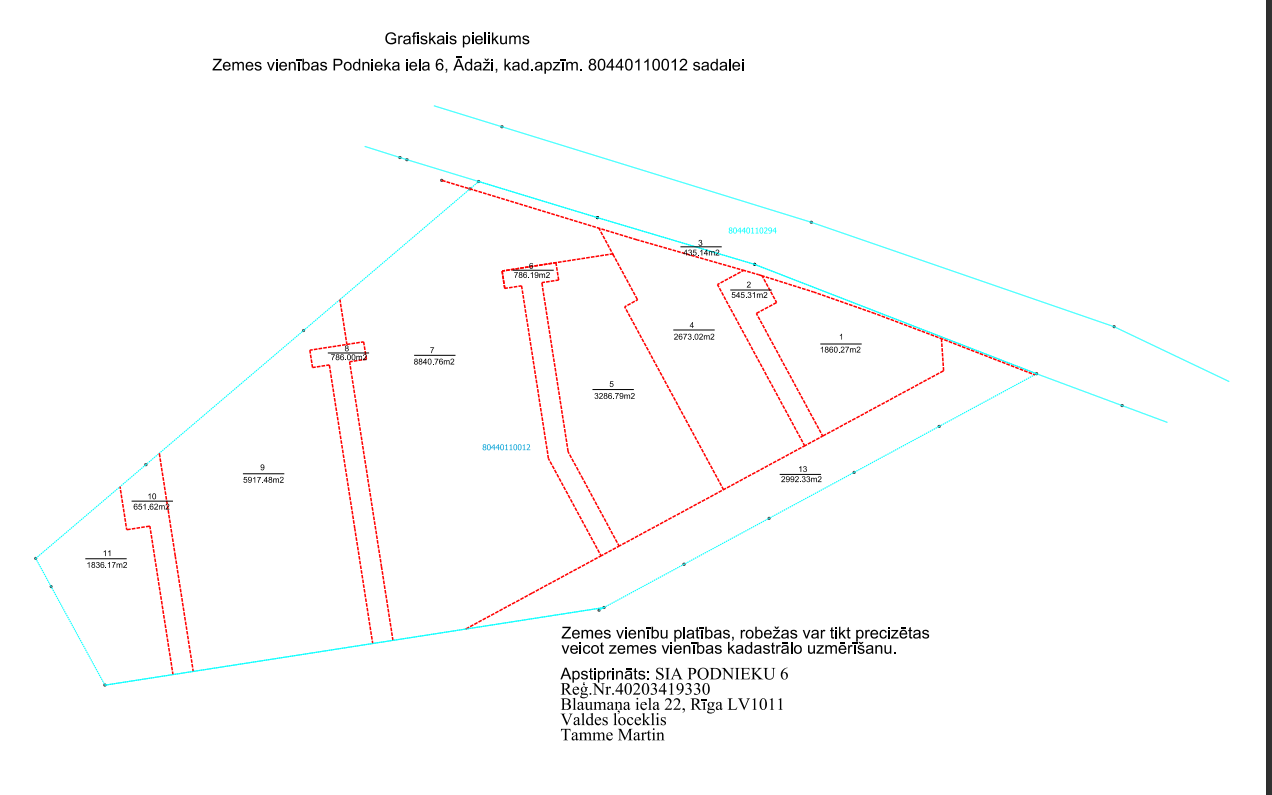 Grafiskais pielikums
Zemes vienības Podnieka iela 6, Ādaži, kad.apzīm. 80440110012 sadalei
80440110294
3
435.14m2
6
786.19m2
2
545.31m2
4
2673.02m2
1
1860.27m2
8
786.00m2
7
8840.76m2
5
3286.79m2
80440110012
9
5917.48m2
13
2992.33m2
10
651.62m2
11
1836.17m2
Zemes vienību platības, robežas var tikt precizētas
veicot zemes vienības kadastrālo uzmērīšanu.
Apstiprināts: SIA PODNIEKU 6
Reģ.Nr.40203419330
Blaumaņa iela 22, Rīga LV1011
Valdes loceklis
Tamme Martin